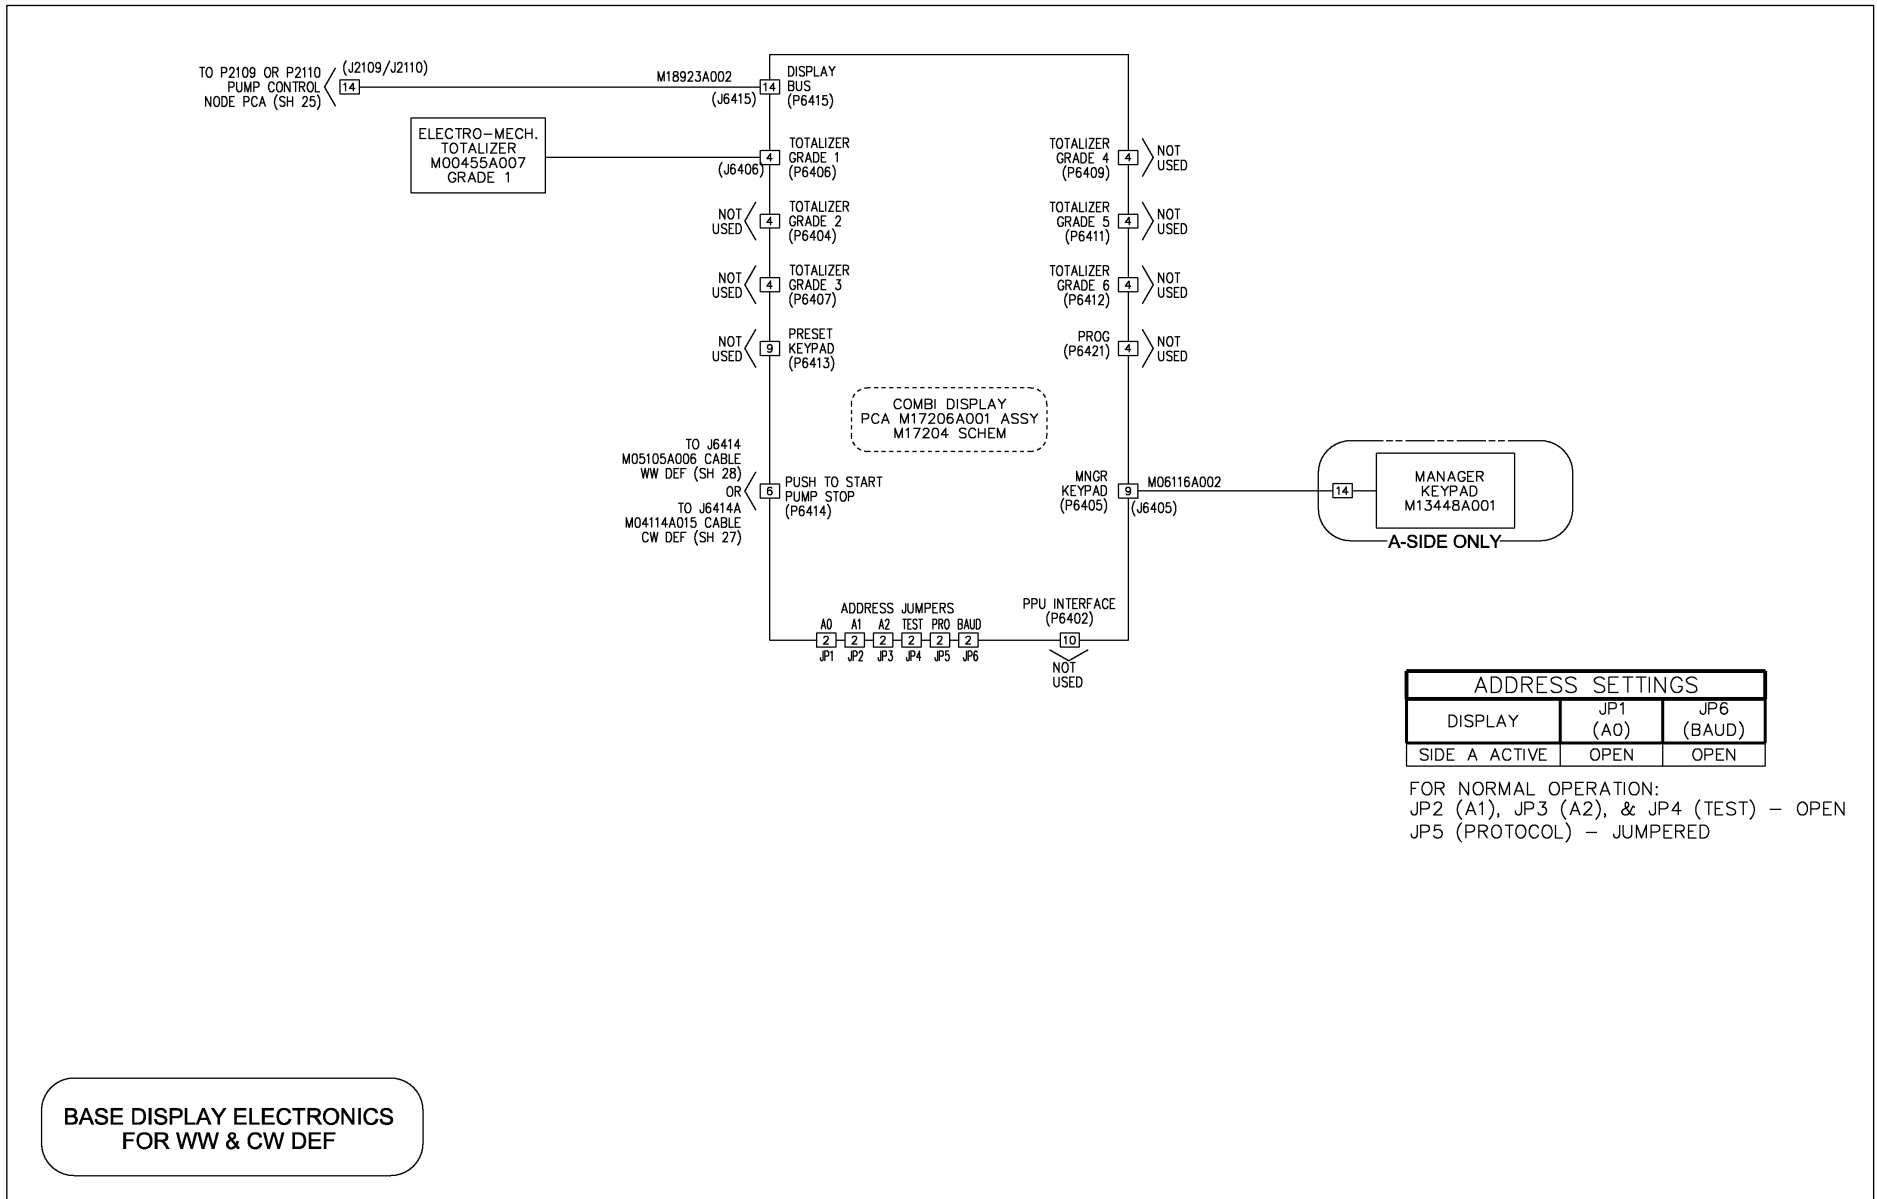 TO P2109 OR P2110
PUMP CONTROL
NODE PCA (SH 25)
(J2109/J2110)
14
M18923A002
(J6415)
14
DISPLAY
BUS
(P6415)
ELECTRO-MECH.
TOTALIZER
M00455A007
GRADE 1
(J6406)
4
TOTALIZER
GRADE 1
(P6406)
NOT
USED
4
TOTALIZER
GRADE 2
(P6404)
NOT
USED
4
TOTALIZER
GRADE 3
(P6407)
NOT
USED
9
PRESET
KEYPAD
(P6413)
TOTALIZER
GRADE 4
(P6409)
4
NOT
USED
TOTALIZER
GRADE 5
(P6411)
4
NOT
USED
TOTALIZER
GRADE 6
(P6412)
4
NOT
USED
PROG
(P6421)
4
NOT
USED
COMBI DISPLAY
PCA M17206A001 ASSY
M17204 SCHEM
TO J6414
M05105A006 CABLE
WW DEF (SH 28)
OR
TO J6414A
M04114A015 CABLE
CW DEF (SH 27)
6
PUSH TO START
PUMP STOP
(P6414)
MNGR
KEYPAD
(P6405)
9
M06116A002
(J6405)
14
MANAGER
KEYPAD
M13448A001
A-SIDE ONLY
ADDRESS JUMPERS
A0 A1 A2 TEST PRO BAUD
2 2 2 2 2 2
JP1 JP2 JP3 JP4 JP5 JP6
PPU INTERFACE
(P6402)
10
NOT
USED
ADDRESS SETTINGS
DISPLAY JP1 (A0) JP6 (BAUD)
SIDE A ACTIVE OPEN OPEN
FOR NORMAL OPERATION:
JP2 (A1), JP3 (A2), & JP4 (TEST) – OPEN
JP5 (PROTOCOL) – JUMPERED
BASE DISPLAY ELECTRONICS
FOR WW & CW DEF